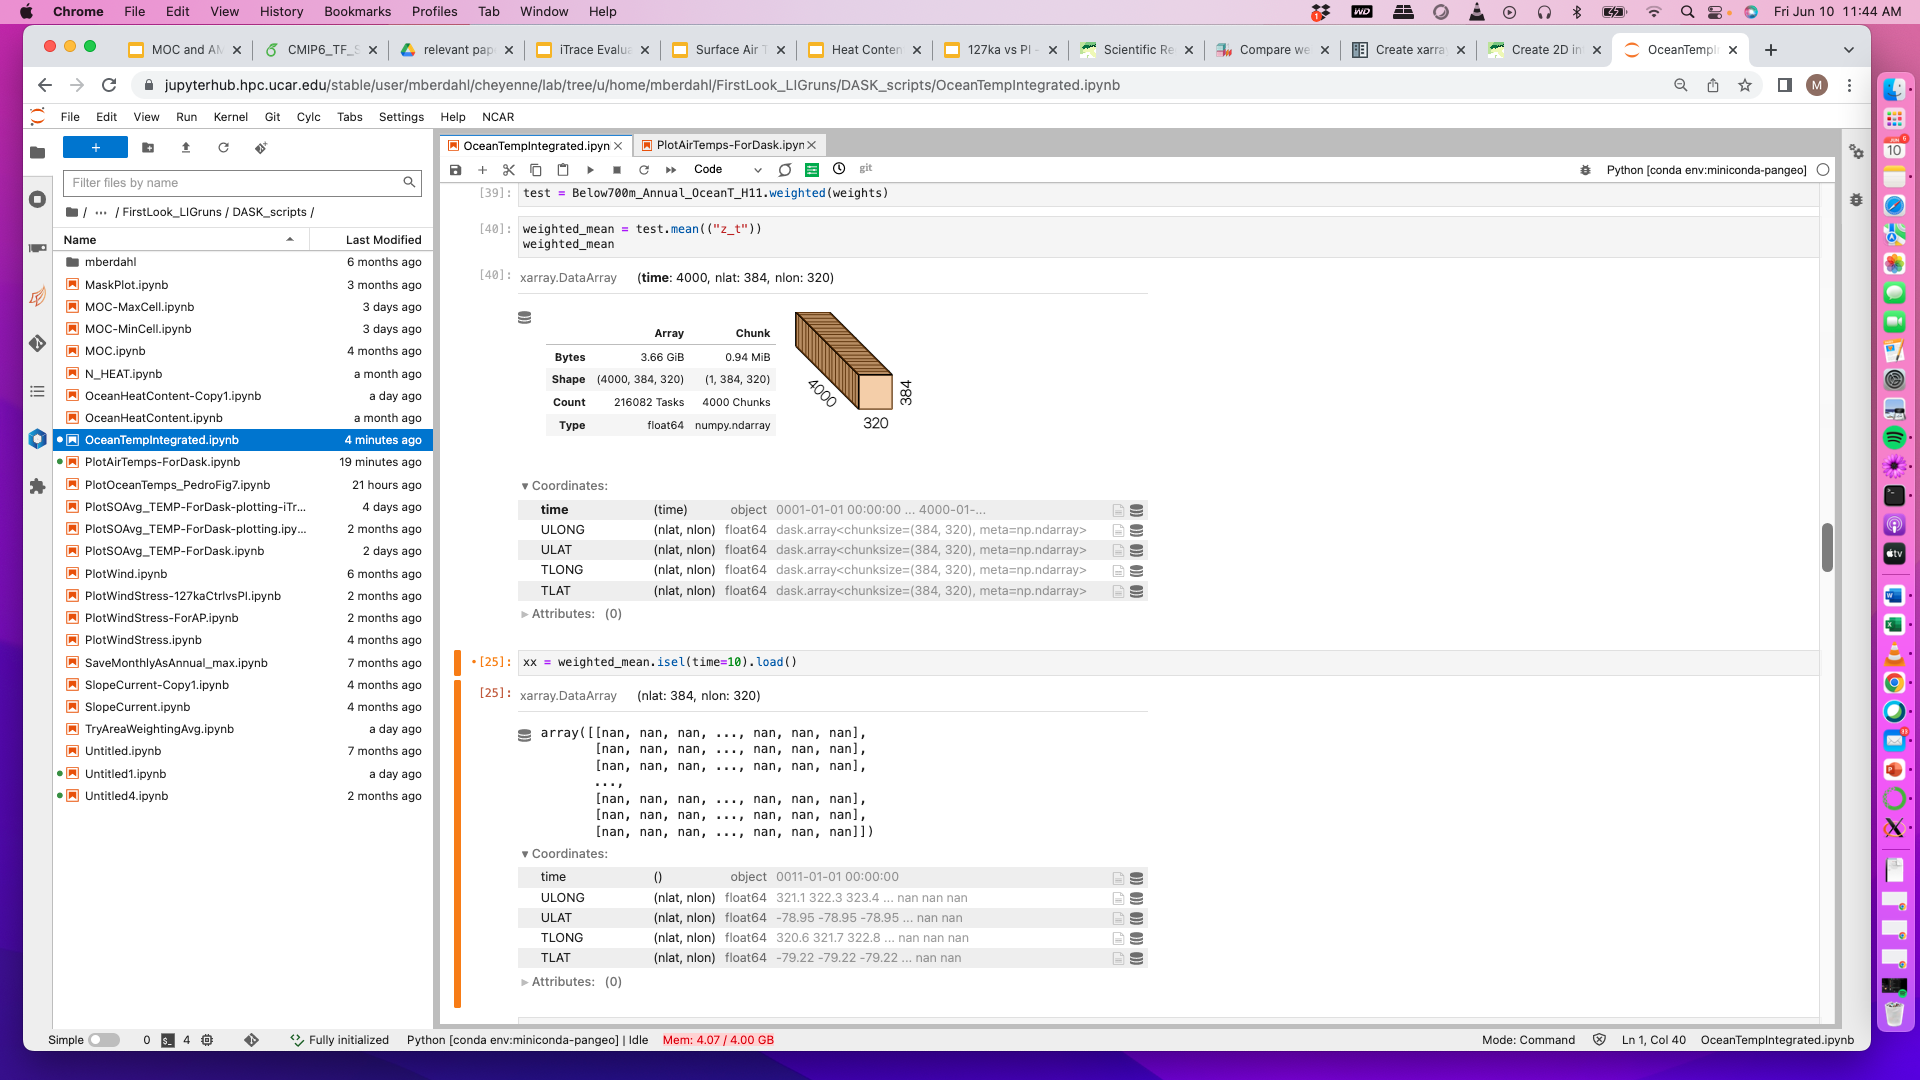 Chrome File Edit View History Bookmarks Profiles Tab Window Help
1 WD Fri Jun 10 11:44 AM
MOC and AM CMIP6_TF_S relevant pap iTrace Evalua Surface Air T Heat Conten 127ka vs PI - Scientific Re Compare we Create xarra Create 2D in OceanTempI
jupyterhub.hpc.ucar.edu/stable/user/mberdahl/cheyenne/lab/tree/u/home/mberdahl/FirstLook_LIGruns/DASK_scripts/OceanTempIntegrated.ipynb M
File Edit View Run Kernel Git Cylc Tabs Settings Help NCAR
+
Filter files by name
/ ··· / FirstLook_LIGruns / DASK_scripts /
Name Last Modified
mberdahl 6 months ago
MaskPlot.ipynb 3 months ago
MOC-MaxCell.ipynb 3 days ago
MOC-MinCell.ipynb 3 days ago
MOC.ipynb 4 months ago
N_HEAT.ipynb a month ago
OceanHeatContent-Copy1.ipynb a day ago
OceanHeatContent.ipynb a month ago
OceanTempIntegrated.ipynb 4 minutes ago
PlotAirTemps-ForDask.ipynb 19 minutes ago
PlotOceanTemps_PedroFig7.ipynb 21 hours ago
PlotSOAvg_TEMP-ForDask-plotting-iTr... 4 days ago
PlotSOAvg_TEMP-ForDask-plotting.ipy... 2 months ago
PlotSOAvg_TEMP-ForDask.ipynb 2 days ago
PlotWind.ipynb 6 months ago
PlotWindStress-127kaCtrlvsPI.ipynb 2 months ago
PlotWindStress-ForAP.ipynb 2 months ago
PlotWindStress.ipynb 4 months ago
SaveMonthlyAsAnnual_max.ipynb 7 months ago
SlopeCurrent-Copy1.ipynb 4 months ago
SlopeCurrent.ipynb 4 months ago
TryAreaWeightingAvg.ipynb a day ago
Untitled.ipynb 7 months ago
Untitled1.ipynb a day ago
Untitled4.ipynb 2 months ago
OceanTempIntegrated.ipyn PlotAirTemps-ForDask.ipyn
Code git Python [conda env:miniconda-pangeo]
[39]: test = Below700m_Annual_OceanT_H11.weighted(weights)
[40]: weighted_mean = test.mean(("z_t"))
weighted_mean
[40]: xarray.DataArray (time: 4000, nlat: 384, nlon: 320)
Array Chunk
Bytes 3.66 GiB 0.94 MiB
Shape (4000, 384, 320) (1, 384, 320)
Count 216082 Tasks 4000 Chunks
Type float64 numpy.ndarray
4000
384
320
Coordinates:
time (time) object 0001-01-01 00:00:00 ... 4000-01-...
ULONG (nlat, nlon) float64 dask.array<chunksize=(384, 320), meta=np.ndarray>
ULAT (nlat, nlon) float64 dask.array<chunksize=(384, 320), meta=np.ndarray>
TLONG (nlat, nlon) float64 dask.array<chunksize=(384, 320), meta=np.ndarray>
TLAT (nlat, nlon) float64 dask.array<chunksize=(384, 320), meta=np.ndarray>
Attributes: (0)
[25]: xx = weighted_mean.isel(time=10).load()
[25]: xarray.DataArray (nlat: 384, nlon: 320)
array([[nan, nan, nan, ..., nan, nan, nan],
[nan, nan, nan, ..., nan, nan, nan],
[nan, nan, nan, ..., nan, nan, nan],
...,
[nan, nan, nan, ..., nan, nan, nan],
[nan, nan, nan, ..., nan, nan, nan],
[nan, nan, nan, ..., nan, nan, nan]])
Coordinates:
time () object 0011-01-01 00:00:00
ULONG (nlat, nlon) float64 321.1 322.3 323.4 ... nan nan nan
ULAT (nlat, nlon) float64 -78.95 -78.95 -78.95 ... nan nan
TLONG (nlat, nlon) float64 320.6 321.7 322.8 ... nan nan nan
TLAT (nlat, nlon) float64 -79.22 -79.22 -79.22 ... nan nan
Attributes: (0)
Simple 0 4 Fully initialized Python [conda env:miniconda-pangeo] | Idle Mem: 4.07 / 4.00 GB Mode: Command Ln 1, Col 40 OceanTempIntegrated.ipynb
10
tv